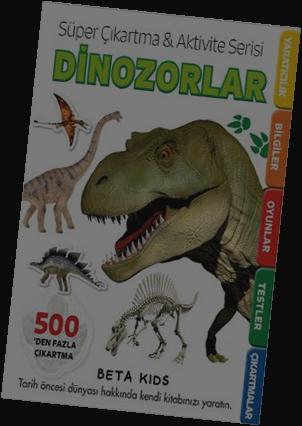 Süper Çıkartma & Aktivite Serisi
DİNOZORLAR
YARATICILIK
BİLGİLER
OYUNLAR
TESTLER
ÇIKARTMALAR
500
'DEN FAZLA
ÇIKARTMA
BETA KIDS
Tarih öncesi dünyası hakkında kendi kitabınızı yaratın.